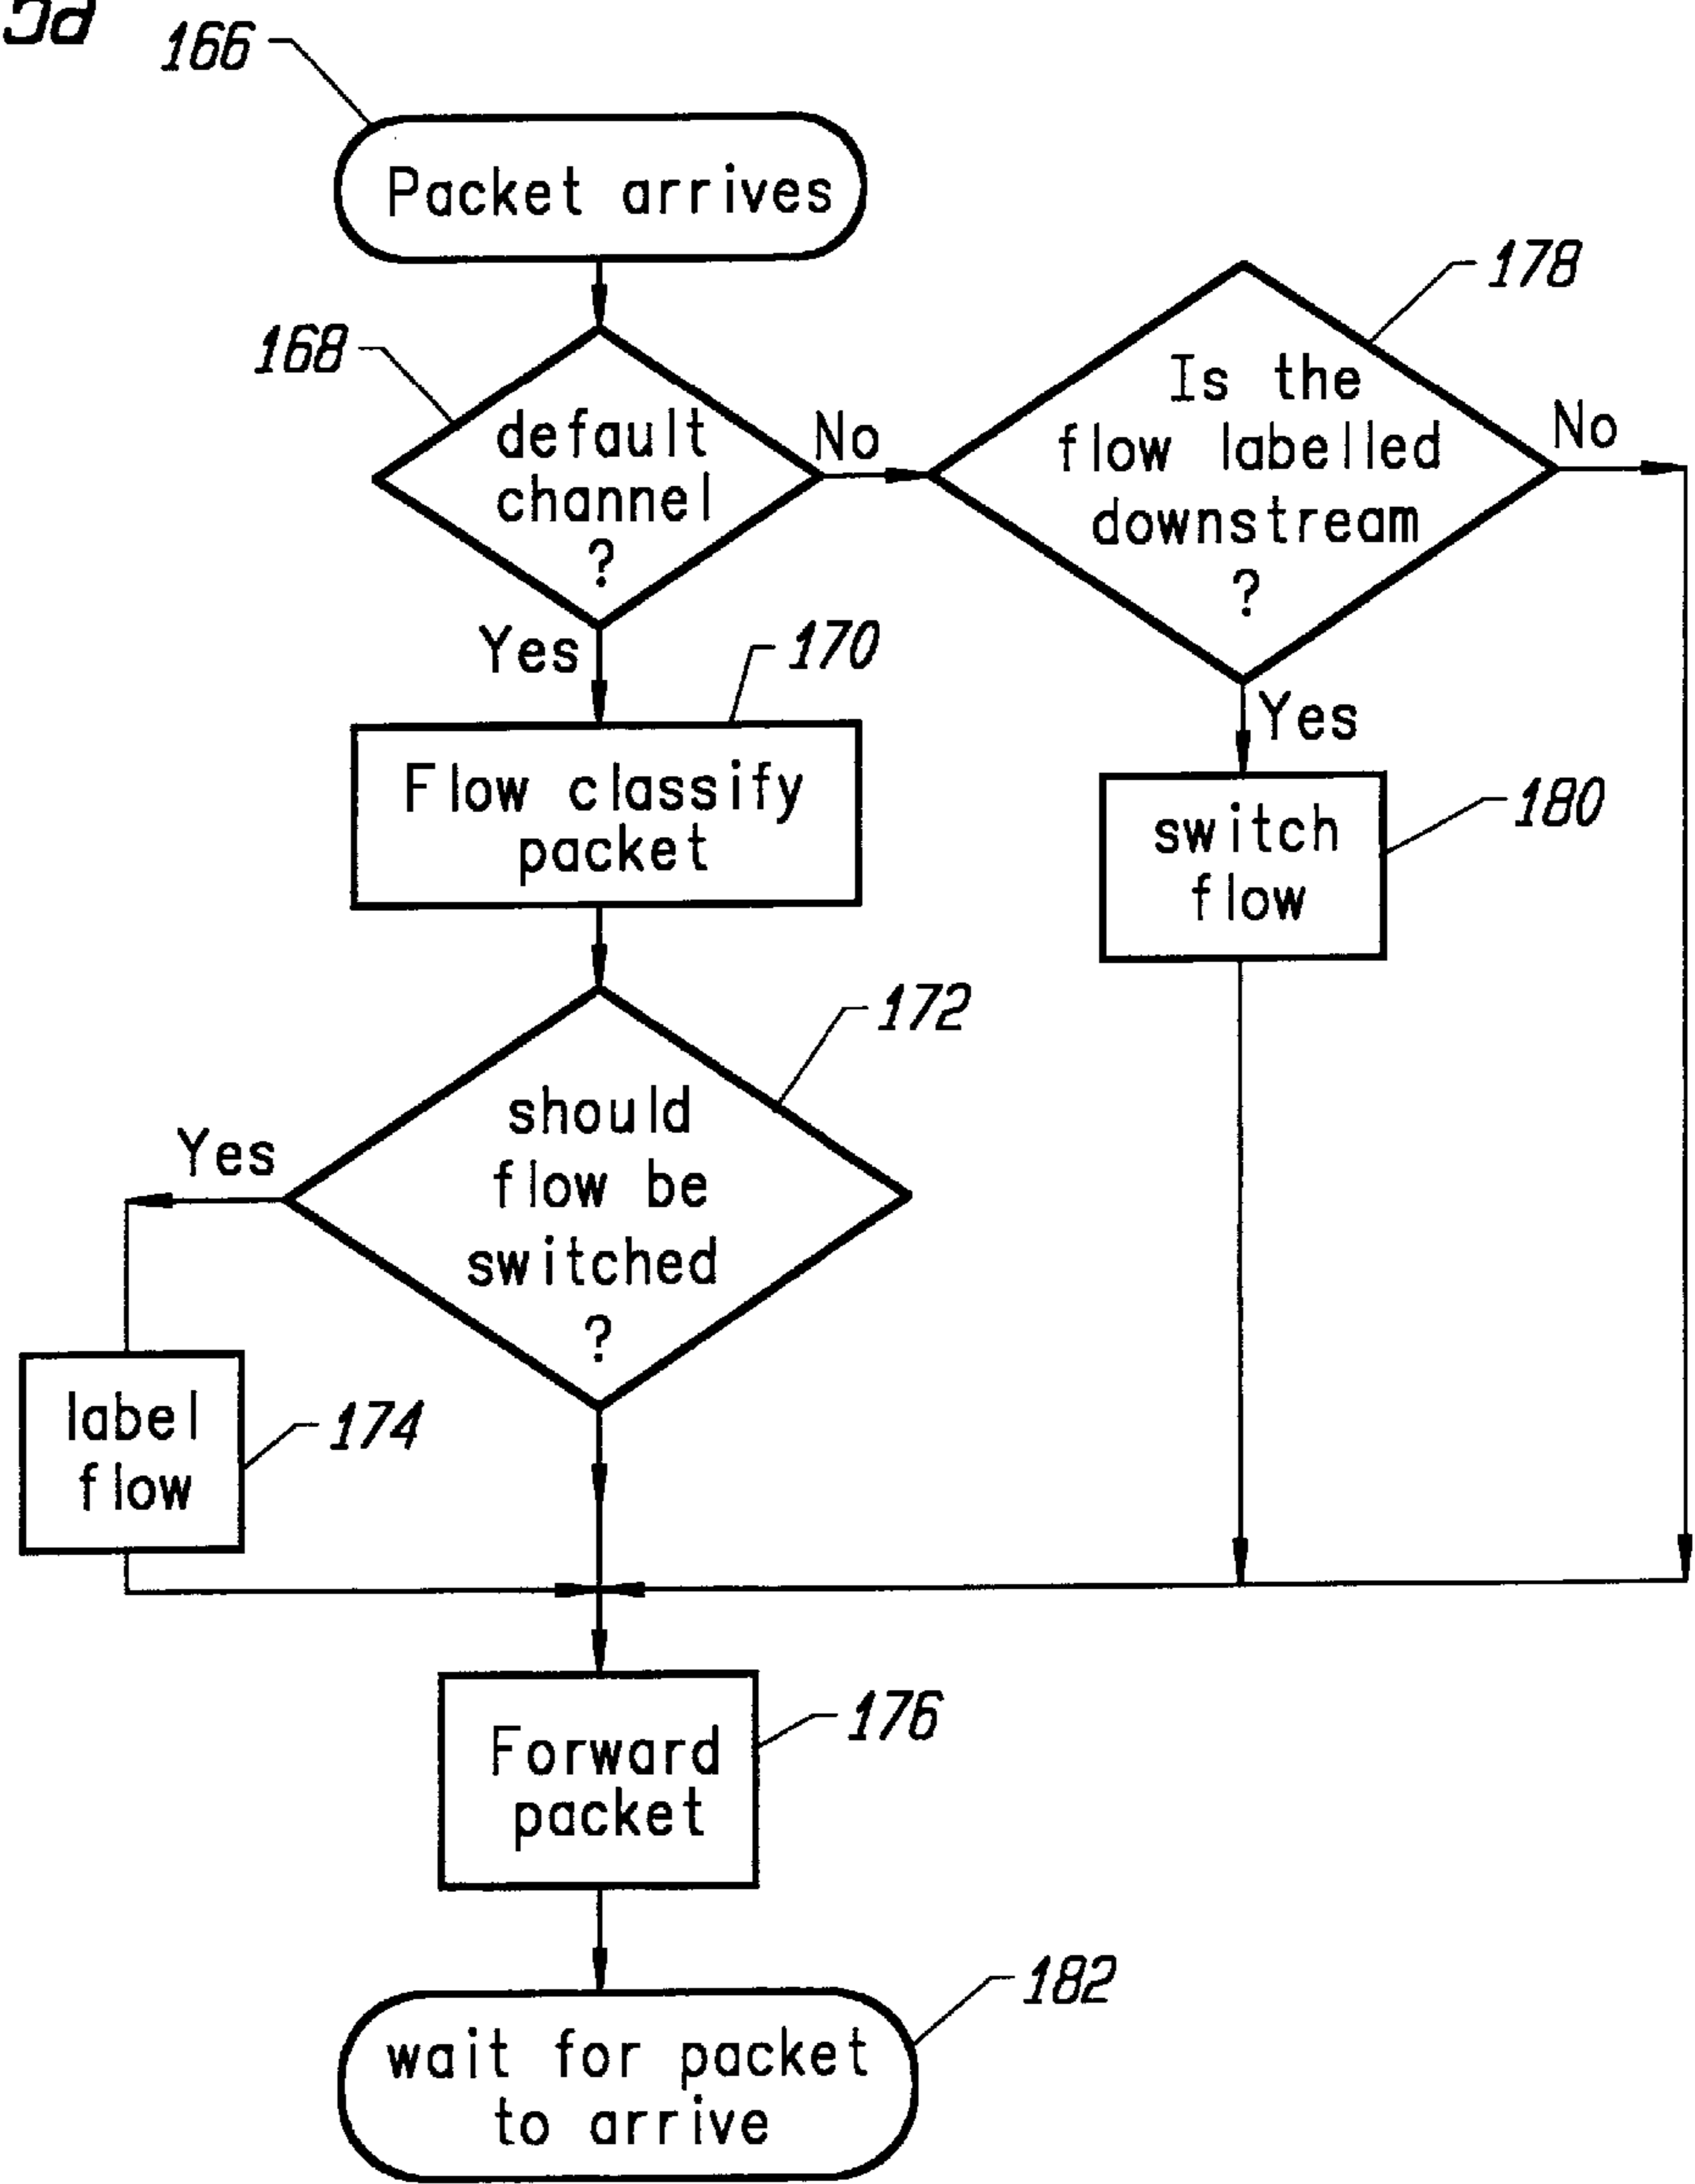 5a
166
Packet arrives
178
168
default
channel
?
No
Is the
flow labelled
downstream
?
No
Yes
170
Yes
Flow classify
packet
switch
flow
180
172
should
flow be
switched
?
Yes
label
flow
174
Forward
packet
176
182
wait for packet
to arrive